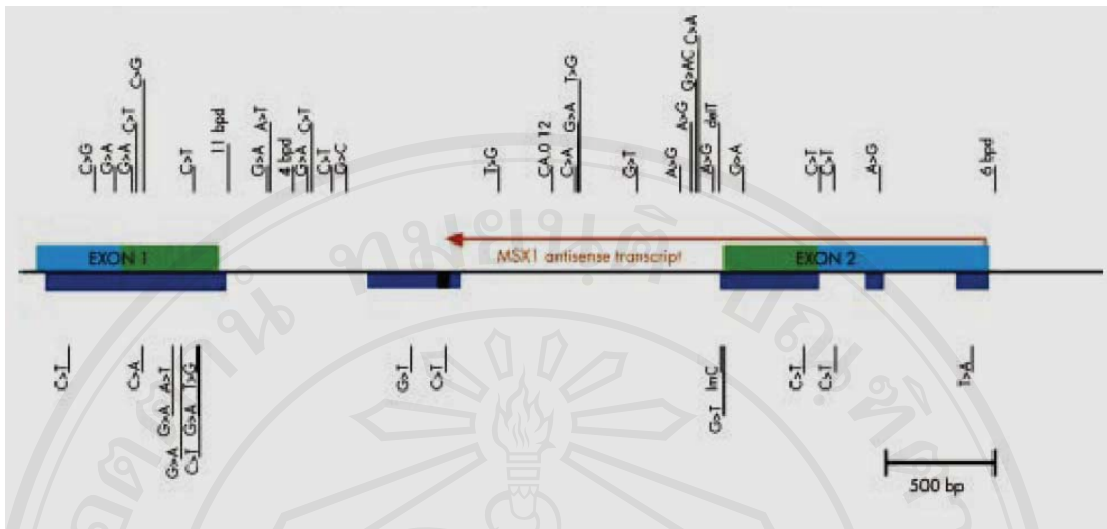 C>G
G>A
G>A
C>T
C>G
C>T
11 bpd
G>A
A>T
4 bpd
G>A
C>T
C>T
G>C
T>G
CA.0 12
C>A
G>A
T>G
G>T
A>G
A>G
G>AC
C>A
A>G
delT
G>A
C>T
C>T
A>G
6 bpd
EXON 1
MSX1 antisense transcript
EXON 2
C>T
C>A
G>A
G>A
A>T
C>T
G>A
T>G
G>T
C>T
G>T
C>T
C>T
T>A
500 bp